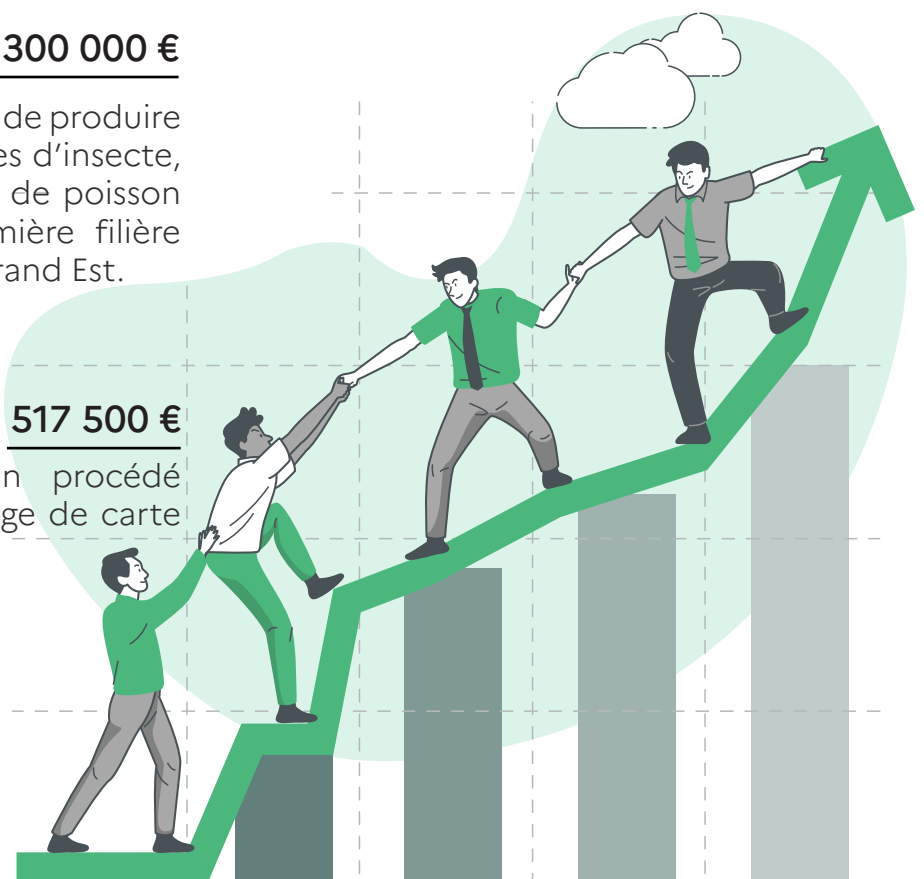 300 000 €
de produire
es d'insecte,
de poisson
mière filière
rand Est.
517 500 €
n procédé
ge de carte